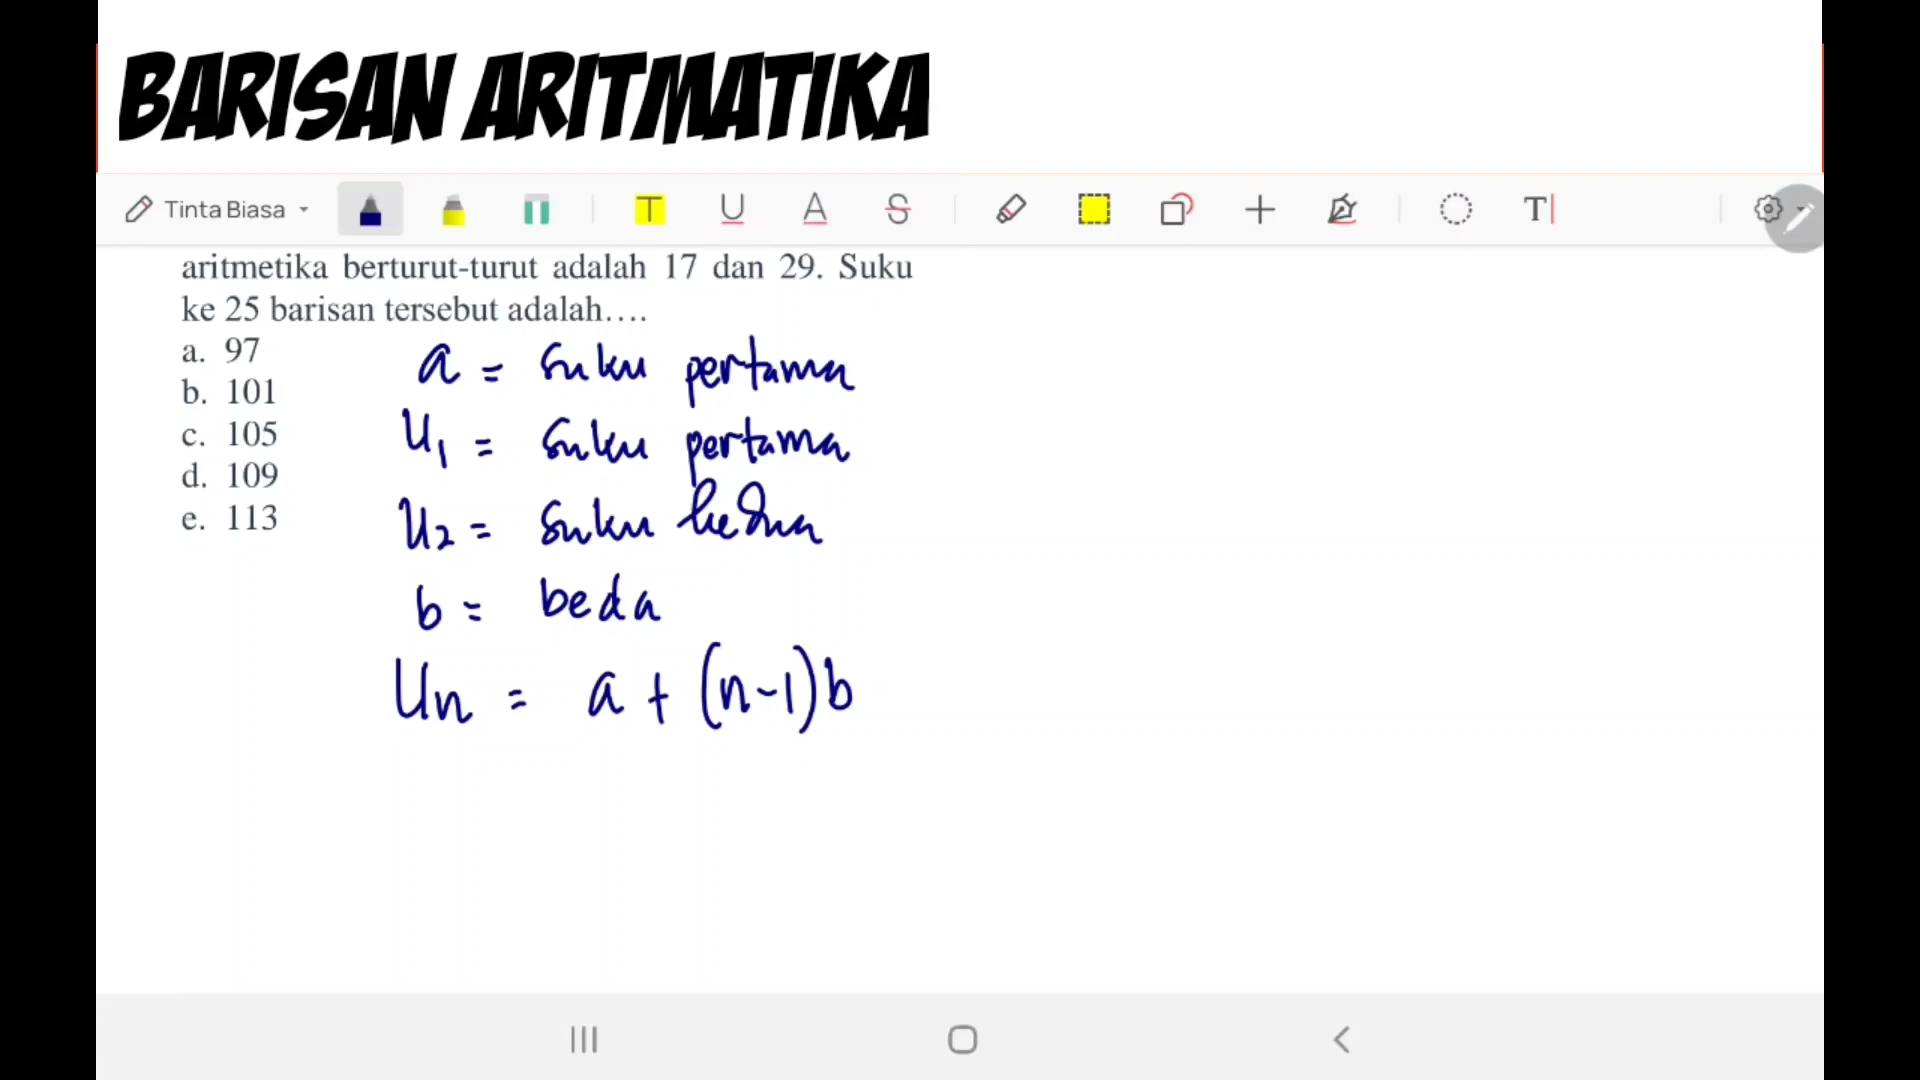 BARISAN ARITMATIKA
Tinta Biasa
aritmetika berturut-turut adalah 17 dan 29. Suku
ke 25 barisan tersebut adalah….
a. 97
b. 101
c. 105
d. 109
e. 113
a = suku pertama
U1 = suku pertama
U2 = suku kedua
b = beda
Un = a + (n-1)b